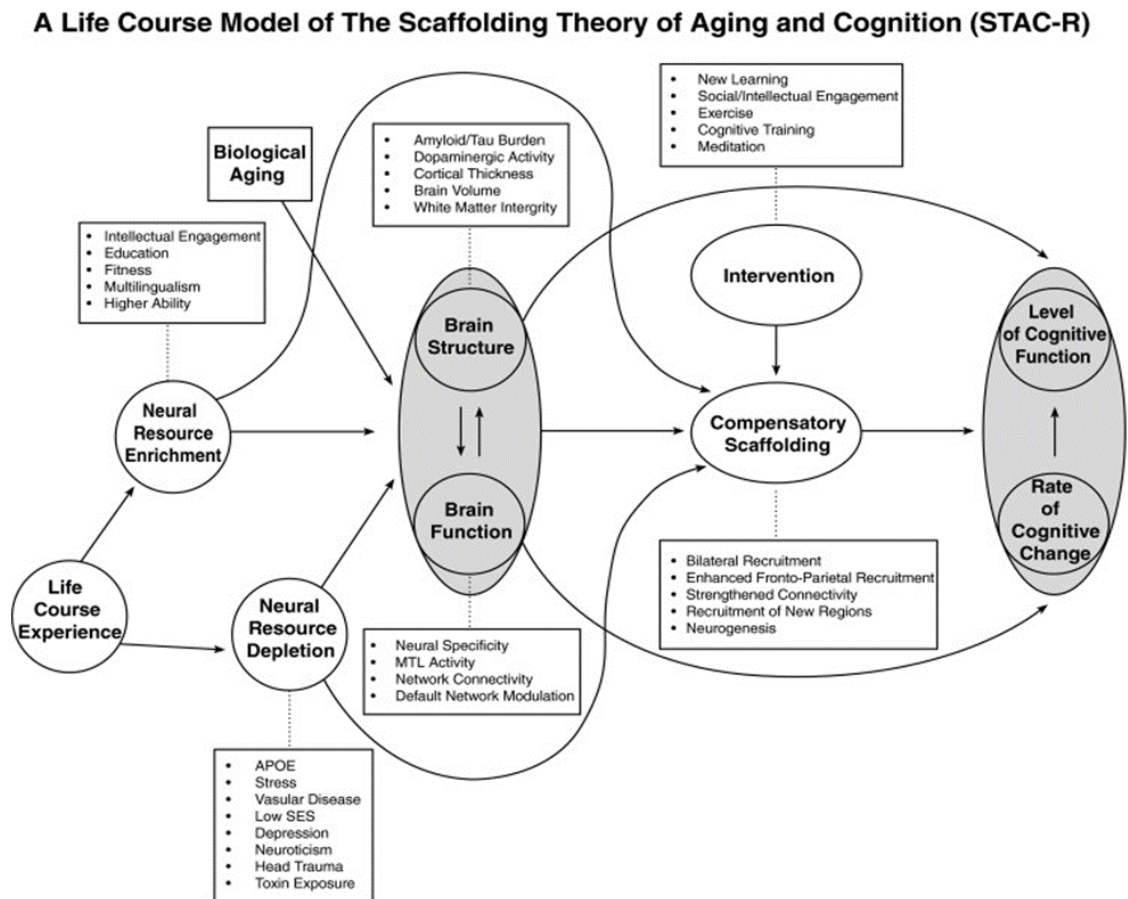 A Life Course Model of The Scaffolding Theory of Aging and Cognition (STAC-R)
• New Learning
• Social/Intellectual Engagement
• Exercise
• Cognitive Training
• Meditation
Biological
Aging
• Amyloid/Tau Burden
• Dopaminergic Activity
• Cortical Thickness
• Brain Volume
• White Matter Intergrity
• Intellectual Engagement
• Education
• Fitness
• Multilingualism
• Higher Ability
Intervention
Brain
Structure
Level
of Cognitive
Function
Neural
Resource
Enrichment
Compensatory
Scaffolding
Brain
Function
Rate
of
Cognitive
Change
Life
Course
Experience
Neural
Resource
Depletion
• Bilateral Recruitment
• Enhanced Fronto-Parietal Recruitment
• Strengthened Connectivity
• Recruitment of New Regions
• Neurogenesis
• Neural Specificity
• MTL Activity
• Network Connectivity
• Default Network Modulation
• APOE
• Stress
• Vasular Disease
• Low SES
• Depression
• Neuroticism
• Head Trauma
• Toxin Exposure